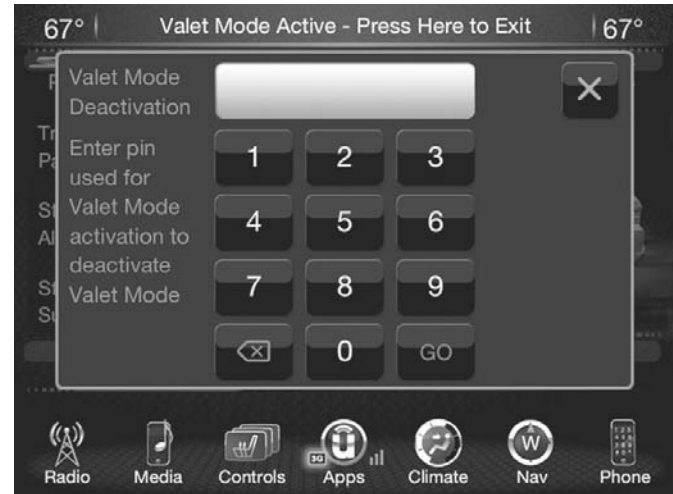 67° Valet Mode Active - Press Here to Exit 67°
Valet Mode
Deactivation
Enter pin
used for
Valet Mode
activation to
deactivate
Valet Mode
1 2 3
4 5 6
7 8 9
0 GO
3G
W
Radio Media Controls Apps Climate Nav Phone